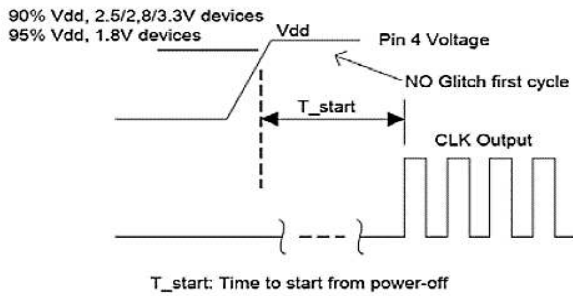 90% Vdd, 2.5/2,8/3.3V devices
95% Vdd, 1.8V devices
Vdd
Pin 4 Voltage
NO Glitch first cycle
T_start
CLK Output
T_start: Time to start from power-off